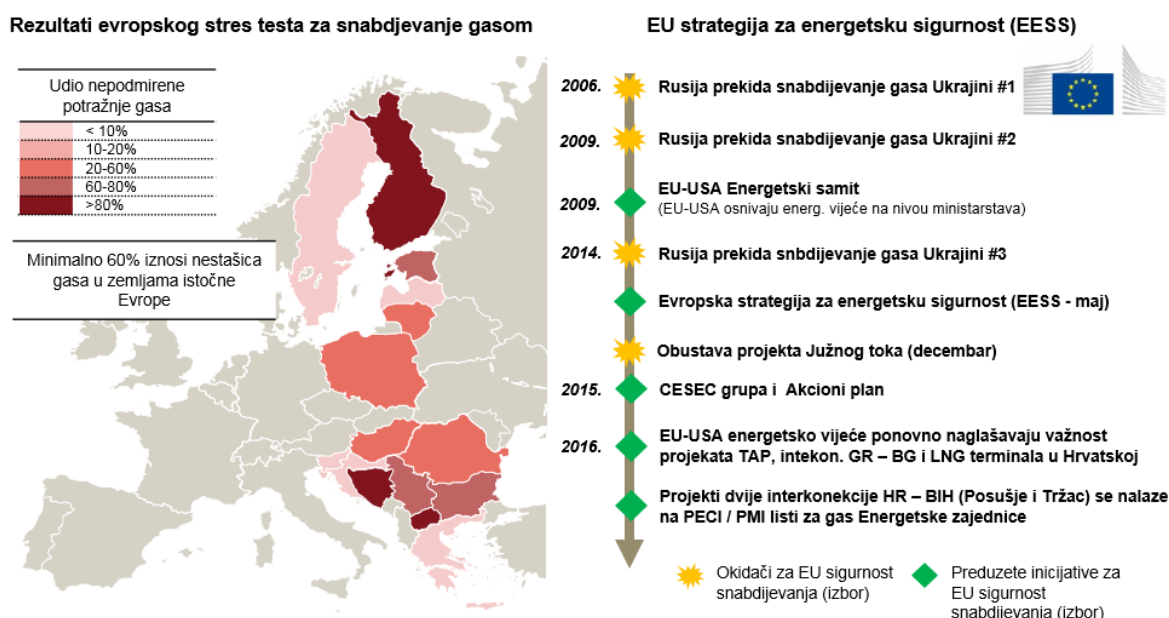 Rezultati evropskog stres testa za snabdjevanje gasom
Udio nepodmirene
potražnje gasa
< 10%
10-20%
20-60%
60-80%
>80%
Minimalno 60% iznosi nestašica
gasa u zemljama istočne
Evrope
EU strategija za energetsku sigurnost (EESS)
2006.
Rusija prekida snabdijevanje gasa Ukrajini #1
2009.
Rusija prekida snabdijevanje gasa Ukrajini #2
2009.
EU-USA Energetski samit
(EU-USA osnivaju energ. vijeće na nivou ministarstava)
2014.
Rusija prekida snbdijevanje gasa Ukrajini #3
Evropska strategija za energetsku sigurnost (EESS - maj)
Obustava projekta Južnog toka (decembar)
2015.
CESEC grupa i Akcioni plan
2016.
EU-USA energetsko vijeće ponovno naglašavaju važnost
projekata TAP, intekon. GR – BG i LNG terminala u Hrvatskoj
Projekti dvije interkonekcije HR – BIH (Posušje i Tržac) se nalaze
na PECI / PMI listi za gas Energetske zajednice
Okidači za EU sigurnost
snabdijevanja (izbor)
Preduzete inicijative za
EU sigurnost
snabdijevanja (izbor)